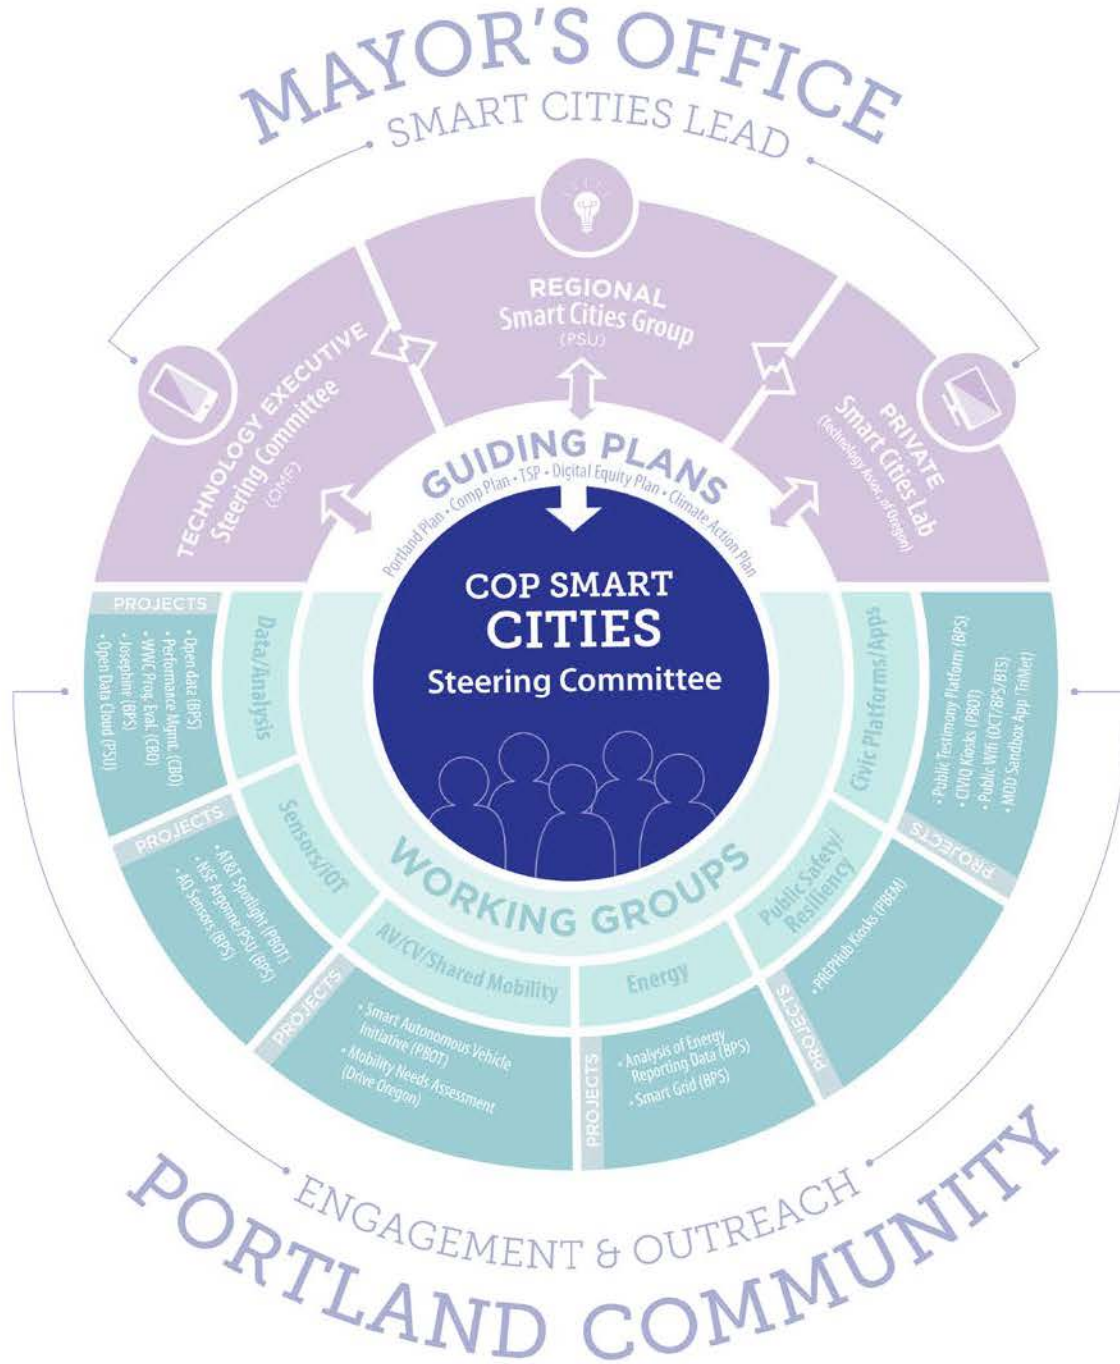 MAYOR'S OFFICE
SMART CITIES LEAD
TECHNOLOGY EXECUTIVE
Steering Committee
(OMF)
REGIONAL
Smart Cities Group
(PSU)
PRIVATE
Smart Cities Lab
(Technology Assoc. of Oregon)
GUIDING PLANS
Portland Plan • Comp Plan • TSP • Digital Equity Plan • Climate Action Plan
COP SMART
CITIES
Steering Committee
WORKING GROUPS
Data/Analysis
PROJECTS
• Open data (BPS)
• Performance Mgmt. (CBO)
• WWC Prog. Eval. (CBO)
• Josephine (BPS)
• Open Data Cloud (PSU)
Sensors/IOT
PROJECTS
• AT&T Spotlight (PBOT)
• NSF Argonne/PSU (BPS)
• AQ Sensors (BPS)
AV/CV/Shared Mobility
PROJECTS
• Smart Autonomous Vehicle
Initiative (PBOT)
• Mobility Needs Assessment
(Drive Oregon)
Energy
PROJECTS
• Analysis of Energy
Reporting Data (BPS)
• Smart Grid (BPS)
Public Safety/
Resiliency
PROJECTS
• PREPHub Kiosks (PBEM)
Civic Platforms/Apps
PROJECTS
• Public Testimony Platform (BPS)
• CIVIQ Kiosks (PBOT)
• Public Wifi (OCT/BPS/BTS)
• MOD Sandbox App (TriMet)
ENGAGEMENT & OUTREACH
PORTLAND COMMUNITY